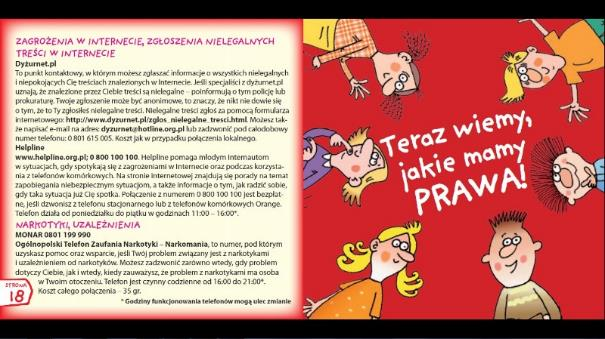 ZAGROŻENIA W INTERNECIE, ZGŁOSZENIA NIELEGALNYCH
TREŚCI W INTERNECIE
Dyżurnet.pl
To punkt kontaktowy, w którym możesz zgłaszać informacje o wszystkich nielegalnych
i niepokojących Cię treściach znalezionych w Internecie. Jeśli specjaliści z dyżurnet.pl
uznają, że znalezione przez Ciebie treści są nielegalne – poinformują o tym policję lub
prokuraturę. Twoje zgłoszenie może być anonimowe, to znaczy, że nikt nie dowie się
o tym, że to Ty zgłosiłeś nielegalne treści. Nielegalne treści zgłoś za pomocą formularza
internetowego: http://www.dyzurnet.pl/zglos_nielegalne_tresci.html. Możesz tak-
że napisać e-mail na adres: dyzurnet@hotline.org.pl lub zadzwonić pod całodobowy
numer telefonu: 0 801 615 005. Koszt jak w przypadku połączenia lokalnego.
Helpline
www.helpline.org.pl; 0 800 100 100. Helpline pomaga młodym internautom
w sytuacjach, gdy spotykają się z zagrożeniami w Internecie oraz podczas korzysta-
nia z telefonów komórkowych. Na stronie internetowej znajdują się porady na temat
zapobiegania niebezpiecznym sytuacjom, a także informacje o tym, jak radzić sobie,
gdy taka sytuacja już Cię spotka. Połączenie z numerem 0 800 100 100 jest bezpłat-
ne, jeśli dzwonisz z telefonu stacjonarnego lub z telefonów komórkowych Orange.
Telefon działa od poniedziałku do piątku w godzinach 11:00 – 16:00*.
NARKOTYKI, UZALEŻNIENIA
MONAR 0801 199 990
Ogólnopolski Telefon Zaufania Narkotyki – Narkomania, to numer, pod którym
uzyskasz pomoc oraz wsparcie, jeśli Twój problem związany jest z narkotykami
i uzależnieniem od narkotyków. Możesz zadzwonić zarówno wtedy, gdy problem
dotyczy Ciebie, jak i wtedy, kiedy zauważysz, że problem z narkotykami ma osoba
w Twoim otoczeniu. Telefon jest czynny codziennie od 16:00 do 21:00*.
Koszt całego połączenia – 35 gr.
* Godziny funkcjonowania telefonów mogą ulec zmianie
STRONA
18
Teraz wiemy,
jakie mamy
PRAWA!